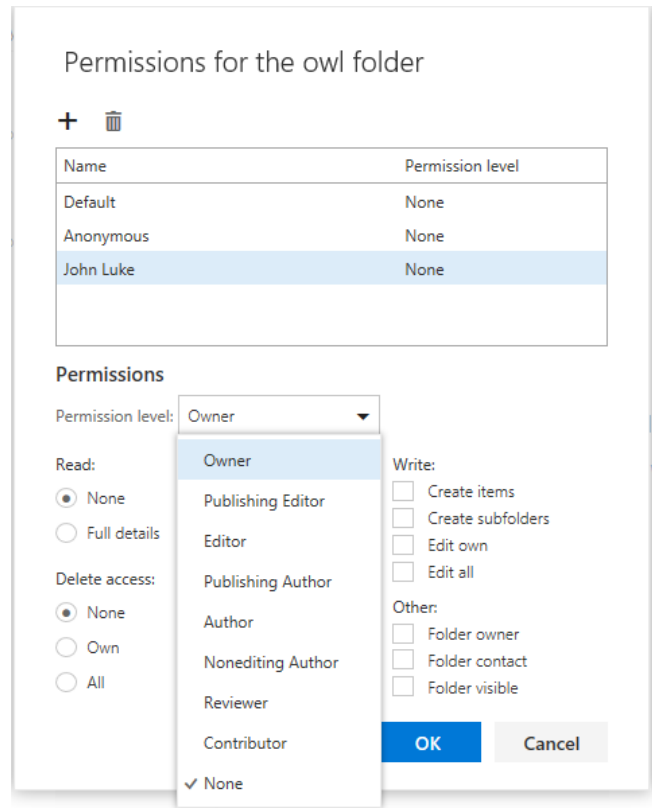 Permissions for the owl folder
Name Permission level
Default None
Anonymous None
John Luke None
Permissions
Permission level: Owner
Owner
Publishing Editor
Editor
Publishing Author
Author
Nonediting Author
Reviewer
Contributor
None
Read:
None
Full details
Delete access:
None
Own
All
Write:
Create items
Create subfolders
Edit own
Edit all
Other:
Folder owner
Folder contact
Folder visible
OK Cancel